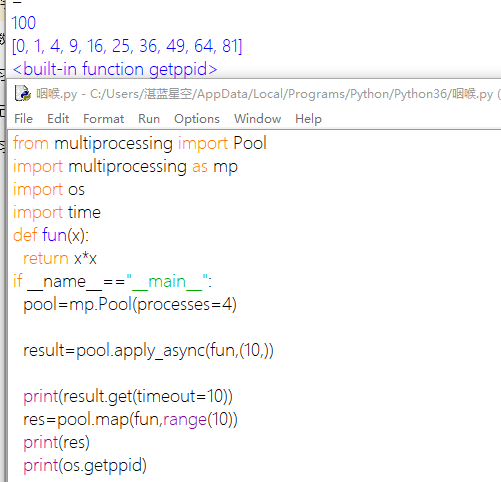 100
[0, 1, 4, 9, 16, 25, 36, 49, 64, 81]
<built-in function getppid>
咽喉.py - C:/Users/湛蓝星空/AppData/Local/Programs/Python/Python36/咽喉.py (
File Edit Format Run Options Window Help
from multiprocessing import Pool
import multiprocessing as mp
import os
import time
def fun(x):
  return x*x
if __name__=="__main__":
  pool=mp.Pool(processes=4)
  result=pool.apply_async(fun,(10,))
  print(result.get(timeout=10))
  res=pool.map(fun,range(10))
  print(res)
  print(os.getppid)